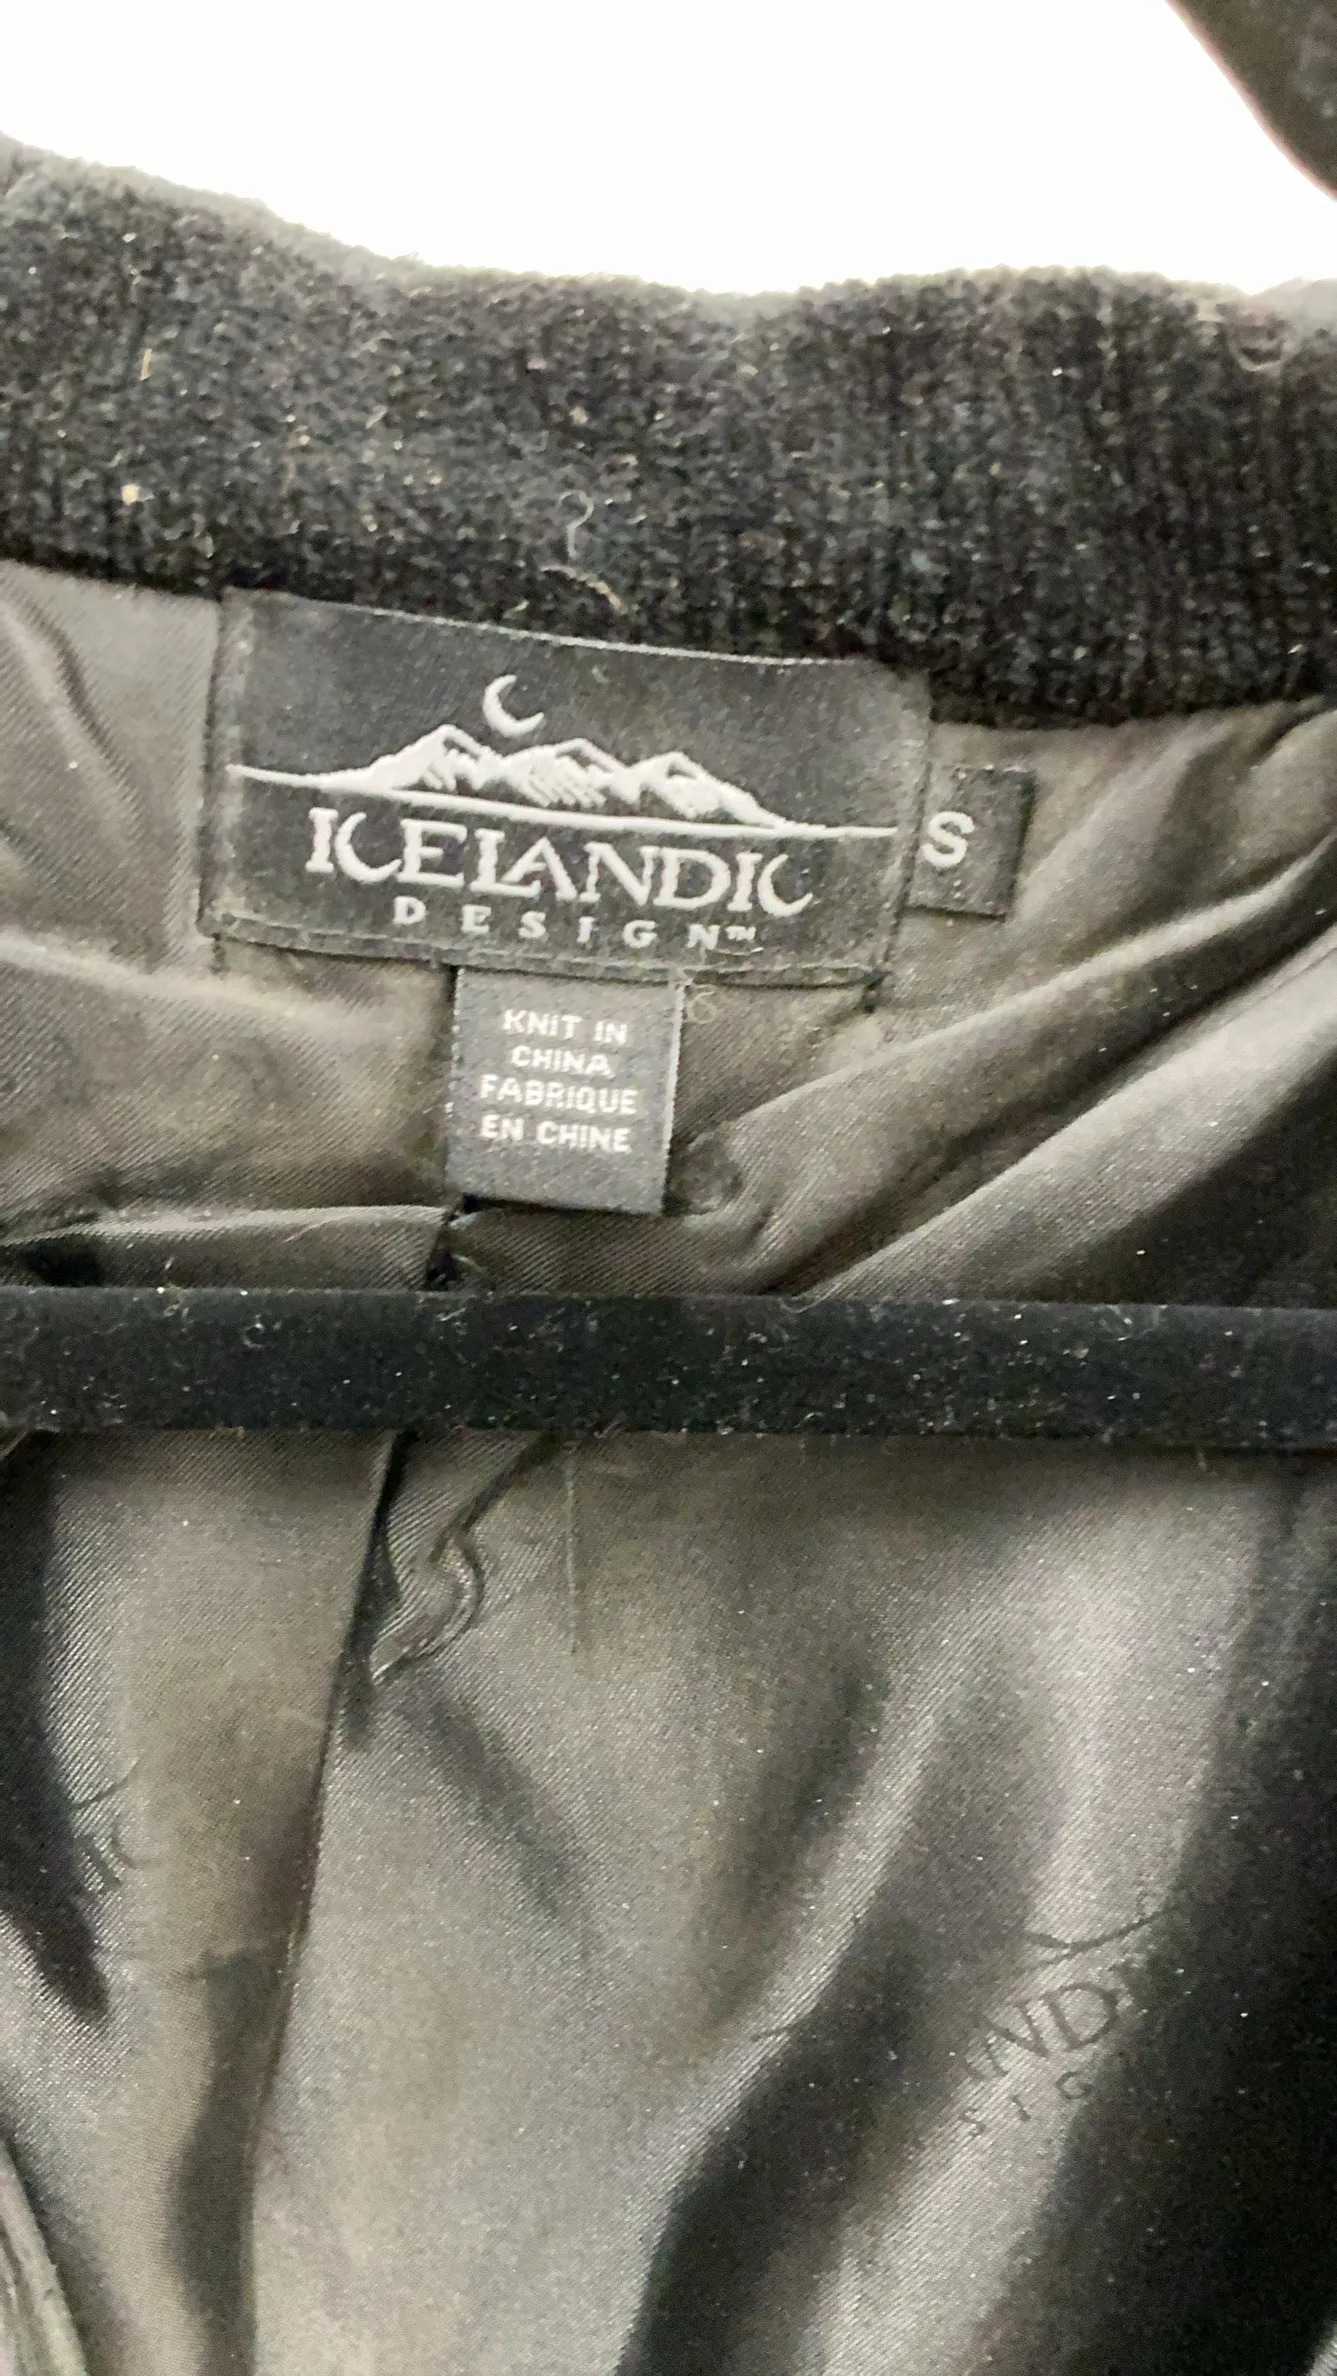 ICELANDIC
DESIGN™
S
KNIT IN
CHINA
FABRIQUE
EN CHINE